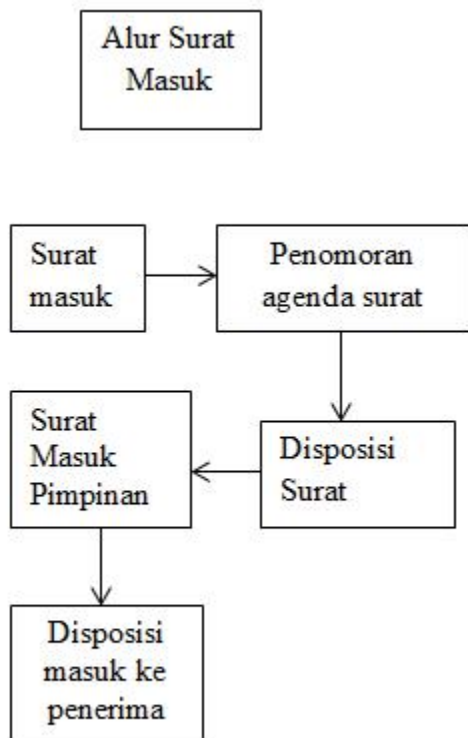 Alur Surat
Masuk
Surat
masuk
Penomoran
agenda surat
Disposisi
Surat
Surat
Masuk
Pimpinan
Disposisi
masuk ke
penerima